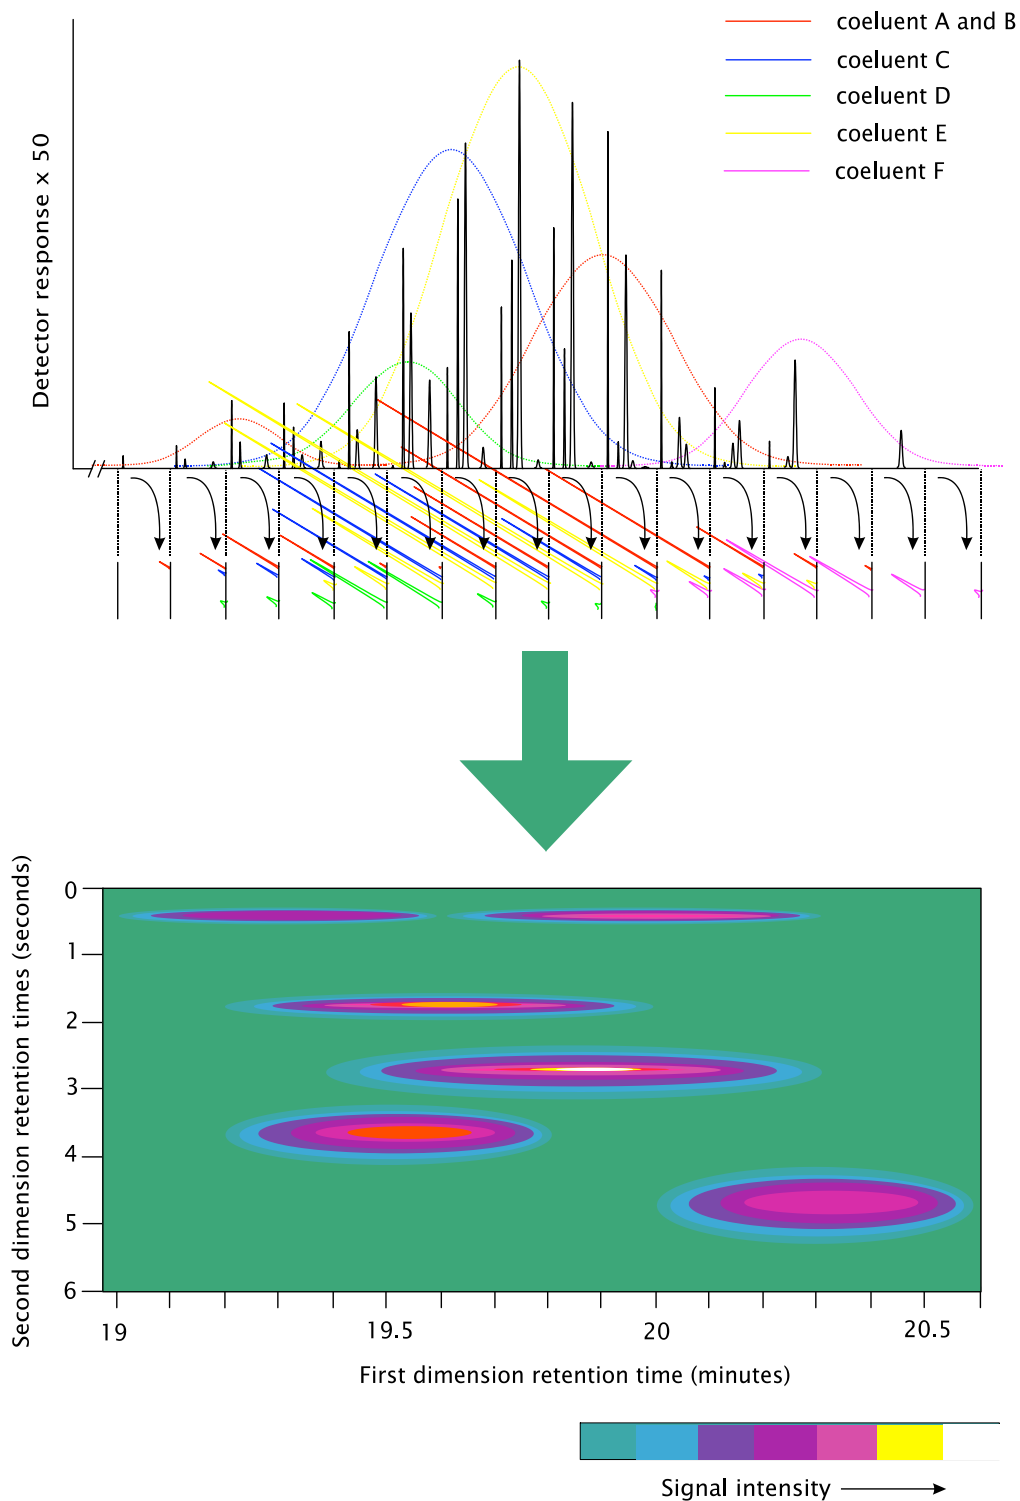 coeluent A and B
coeluent C
coeluent D
coeluent E
coeluent F
Detector response x 50
Second dimension retention times (seconds)
0
1
2
3
4
5
6
19
19.5
20
20.5
First dimension retention time (minutes)
Signal intensity